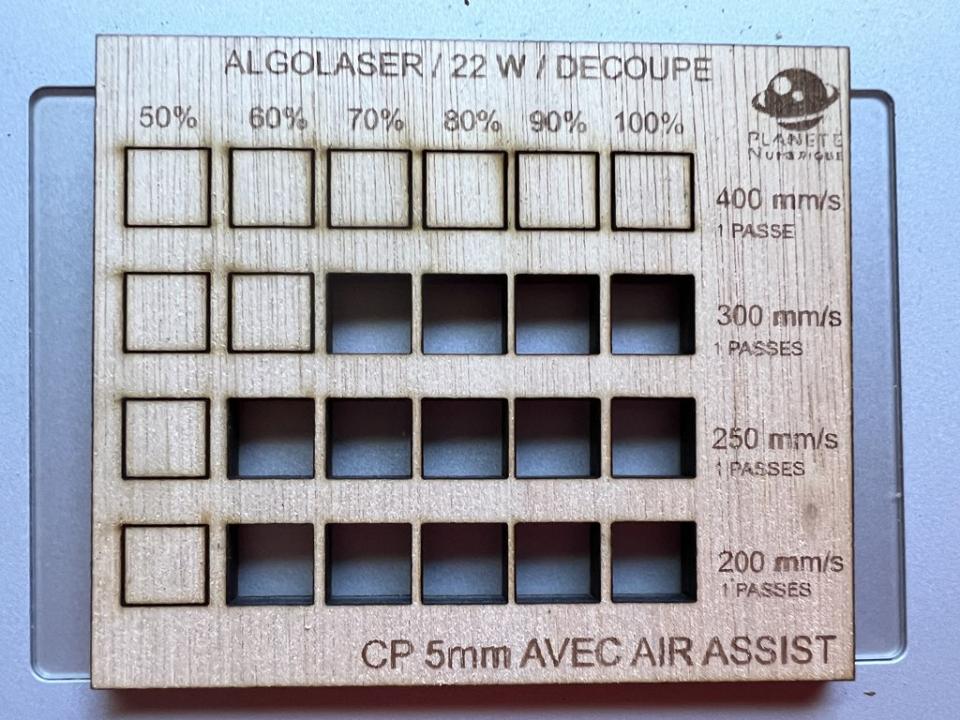 ALGOLASER / 22 W / DECOUPE
50% 60% 70% 80% 90% 100%
PLANETE
NUMERIQUE
400 mm/s
1 PASSE
300 mm/s
1 PASSES
250 mm/s
1 PASSES
200 mm/s
1 PASSES
CP 5mm AVEC AIR ASSIST